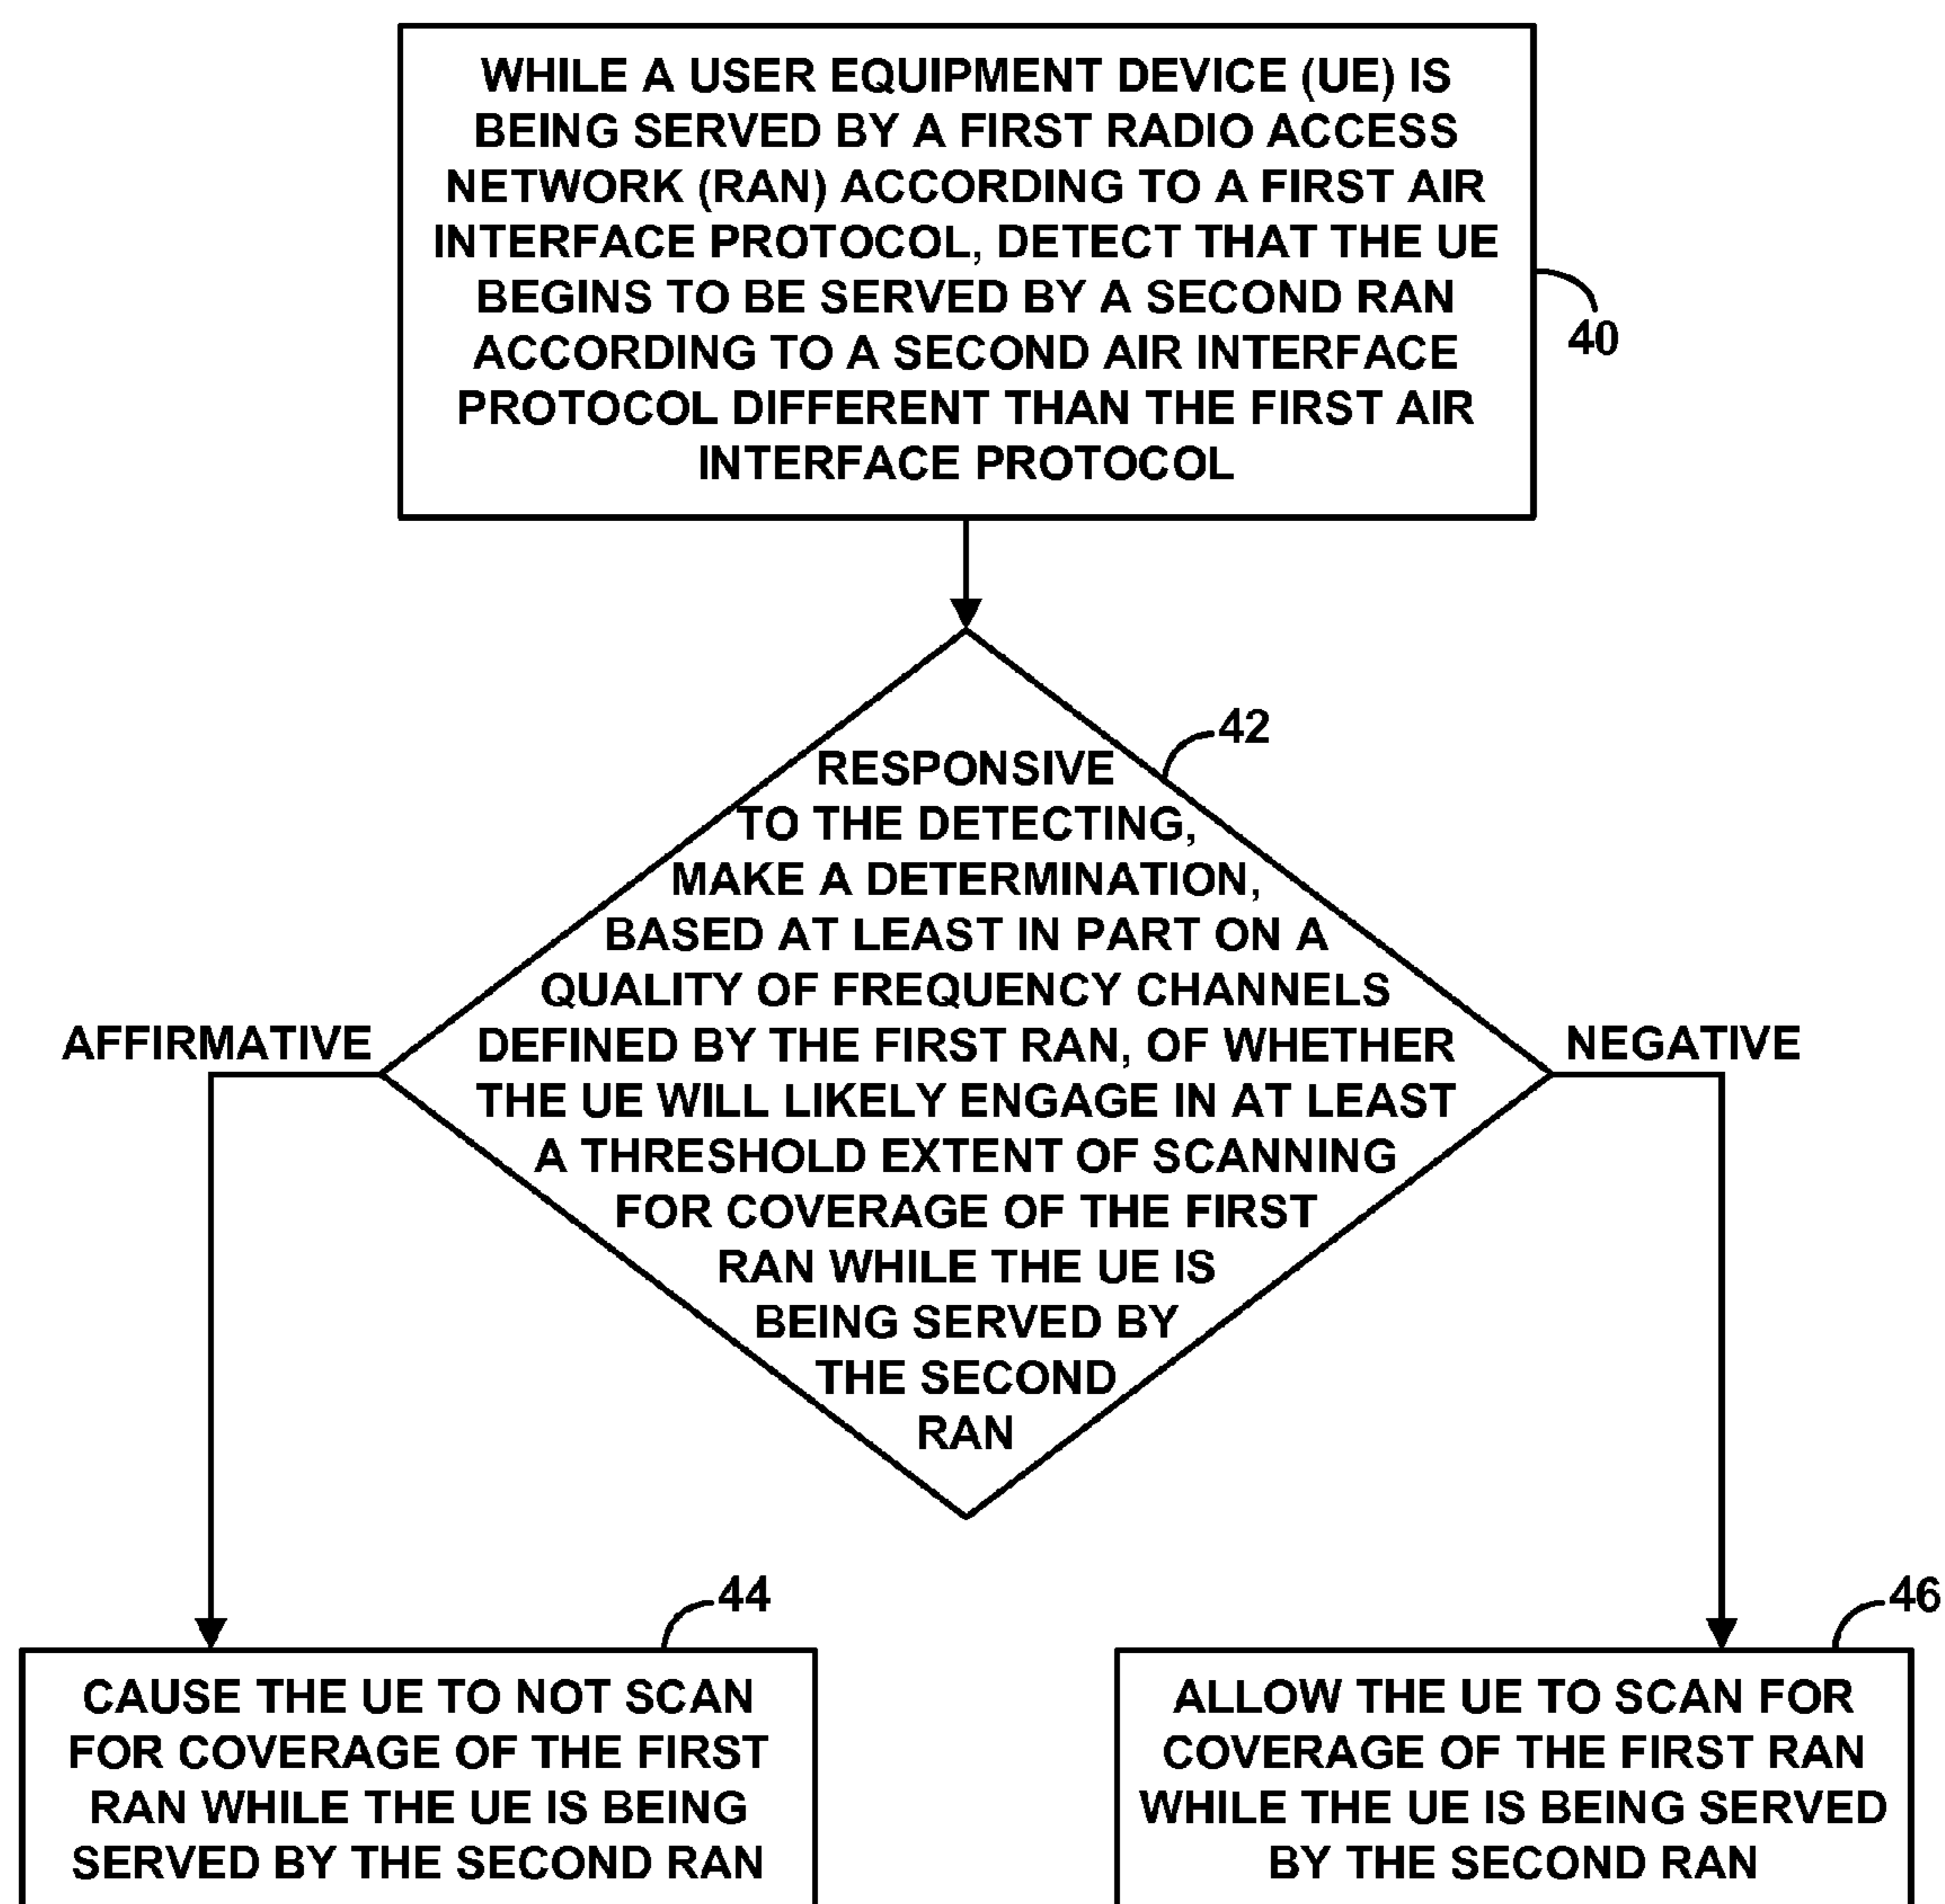 WHILE A USER EQUIPMENT DEVICE (UE) IS
BEING SERVED BY A FIRST RADIO ACCESS
NETWORK (RAN) ACCORDING TO A FIRST AIR
INTERFACE PROTOCOL, DETECT THAT THE UE
BEGINS TO BE SERVED BY A SECOND RAN
ACCORDING TO A SECOND AIR INTERFACE
PROTOCOL DIFFERENT THAN THE FIRST AIR
INTERFACE PROTOCOL
40
42
RESPONSIVE
TO THE DETECTING,
MAKE A DETERMINATION,
BASED AT LEAST IN PART ON A
QUALITY OF FREQUENCY CHANNELS
DEFINED BY THE FIRST RAN, OF WHETHER
THE UE WILL LIKELY ENGAGE IN AT LEAST
A THRESHOLD EXTENT OF SCANNING
FOR COVERAGE OF THE FIRST
RAN WHILE THE UE IS
BEING SERVED BY
THE SECOND
RAN
AFFIRMATIVE
NEGATIVE
44
CAUSE THE UE TO NOT SCAN
FOR COVERAGE OF THE FIRST
RAN WHILE THE UE IS BEING
SERVED BY THE SECOND RAN
46
ALLOW THE UE TO SCAN FOR
COVERAGE OF THE FIRST RAN
WHILE THE UE IS BEING SERVED
BY THE SECOND RAN